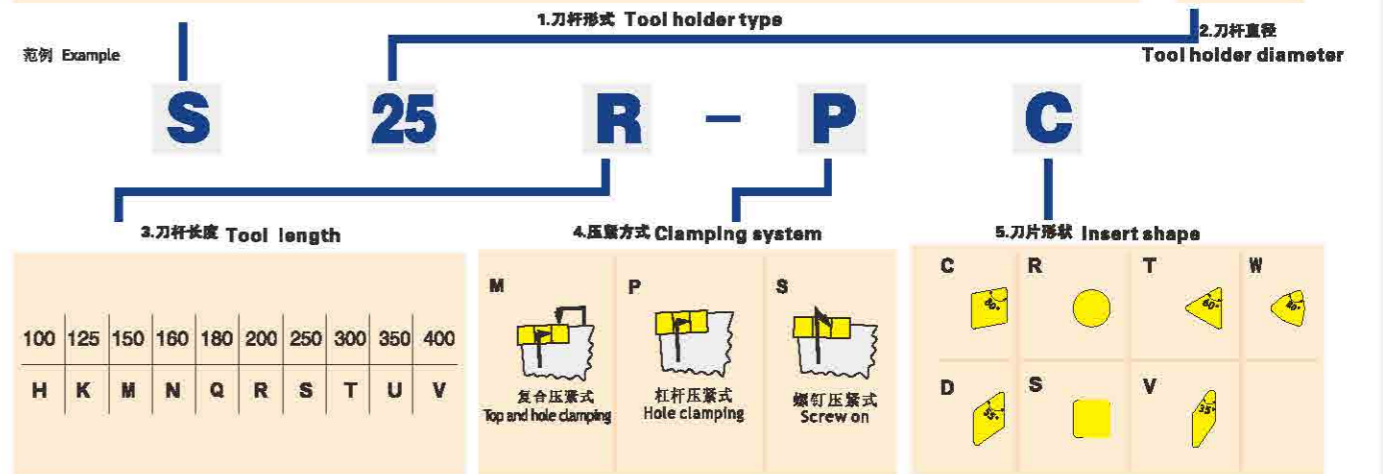 1.刀杆形式 Tool holder type
2.刀杆直径
Tool holder diameter
范例 Example
S 25 R - P C
3.刀杆长度 Tool length
4.压紧方式 Clamping system
5.刀片形状 Insert shape
100 125 150 160 180 200 250 300 350 400
H K M N Q R S T U V
M P S
复合压紧式 杠杆压紧式 螺钉压紧式
Top and hole clamping Hole clamping Screw on
C R T W
80° 60° 80°
D S V
55° 35°